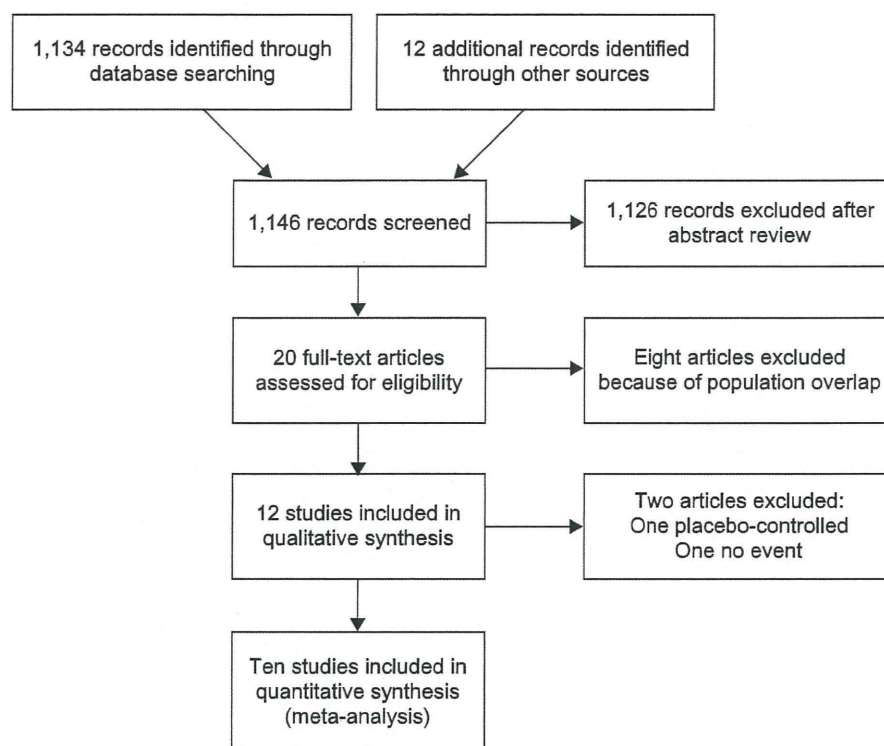 1,134 records identified through
database searching
12 additional records identified
through other sources
1,146 records screened
1,126 records excluded after
abstract review
20 full-text articles
assessed for eligibility
Eight articles excluded
because of population overlap
12 studies included in
qualitative synthesis
Two articles excluded:
One placebo-controlled
One no event
Ten studies included in
quantitative synthesis
(meta-analysis)